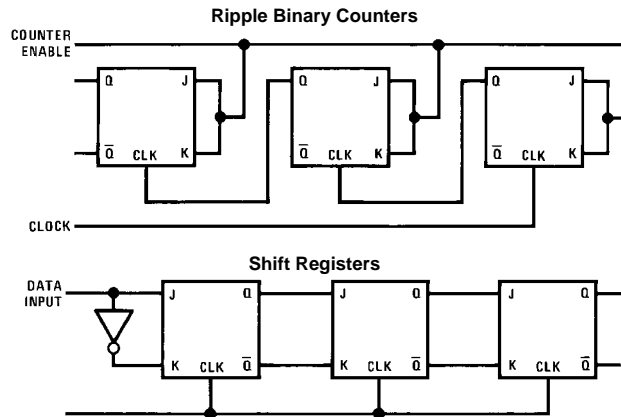 Ripple Binary Counters
COUNTER
ENABLE
Q J Q J Q J
Q̅ CLK K Q̅ CLK K Q̅ CLK K
CLOCK
Shift Registers
DATA
INPUT
J Q J Q J Q
K CLK Q̅ K CLK Q̅ K CLK Q̅